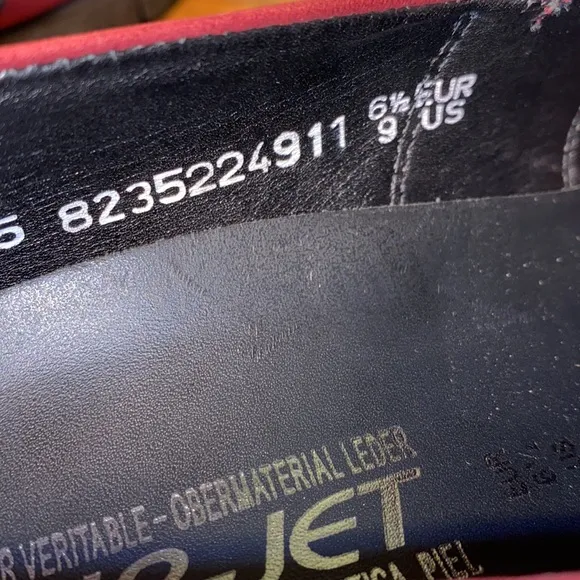 6½ EUR
5 8235224911 9 US
R VERITABLE - OBERMATERIAL LEDER
-JET
PIEL